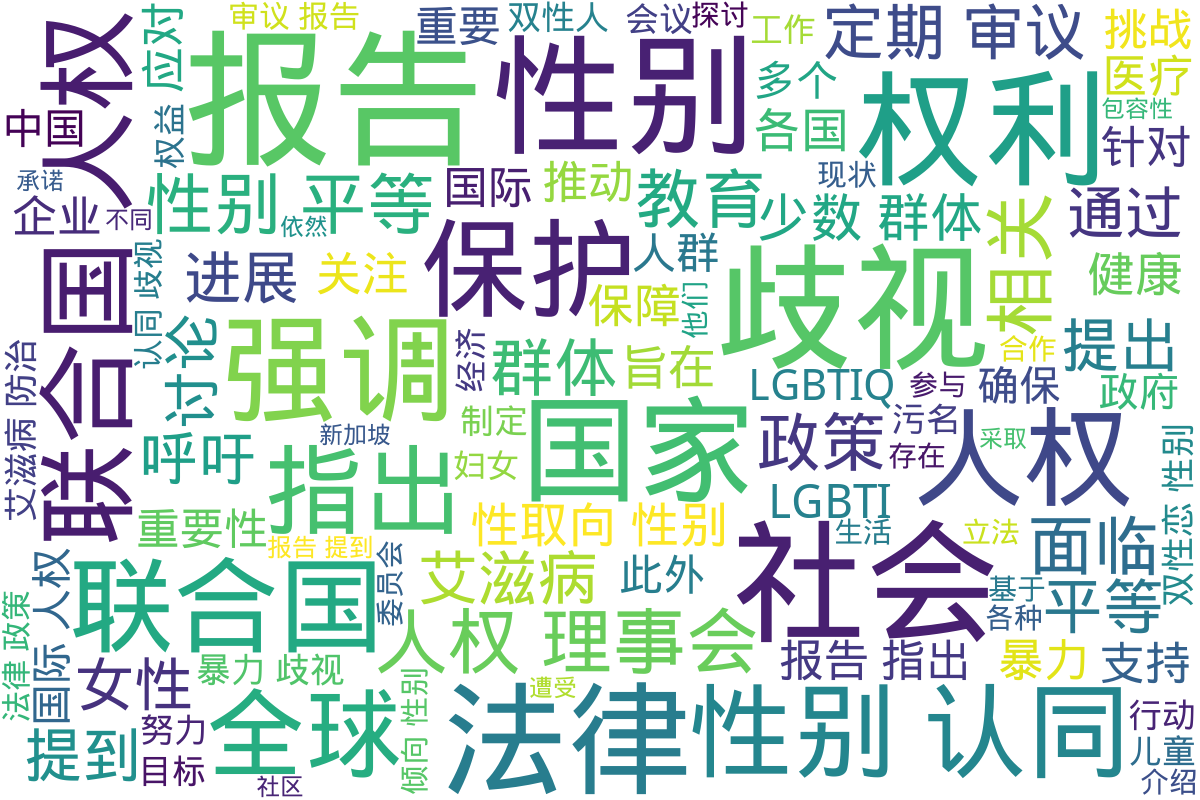 审议 报告
重要
双性人
会议
探讨
工作
定期 审议
挑战
人权
应对
报告
性别
多个
权利
医疗
包容性
中国
权益
各国
针对
承诺
企业
不同
性别 平等
依然
国际
推动
教育
少数 群体
现状
相关
通过
联合国
认同 歧视
进展
关注
保护
人群
保障
他们
歧视
健康
艾滋病 防治
讨论
强调
经济
群体
旨在
LGBTIQ
合作
参与
确保
提出
政府
呼吁
新加坡
指出
制定
妇女
国家
政策
污名
存在
人权
采取
双性恋 性别
重要性
报告 提到
性取向 性别
LGBTI
生活
立法
面临
法律 政策
国际 人权
联合国
委员会
艾滋病
此外
社会
基于
各种
平等
女性
暴力 歧视
人权 理事会
报告 指出
暴力
支持
提到
努力
目标
全球
社区
倾向 性别
遭受
法律
性别 认同
行动
儿童
介绍